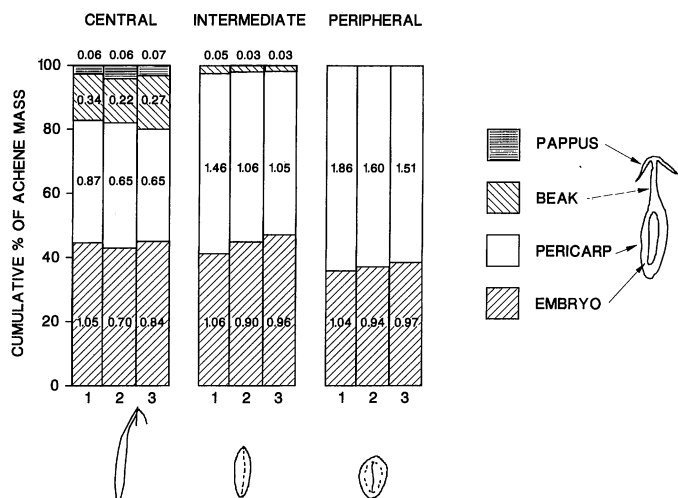 CENTRAL INTERMEDIATE PERIPHERAL
0.06 0.06 0.07 0.05 0.03 0.03
100
0.34 0.22 0.27
80
0.87 0.65 0.65 1.46 1.06 1.05 1.86 1.60 1.51
60
40
1.05 0.70 0.84 1.06 0.90 0.96 1.04 0.94 0.97
20
0
CUMULATIVE % OF ACHENE MASS
1 2 3 1 2 3 1 2 3
PAPPUS
BEAK
PERICARP
EMBRYO